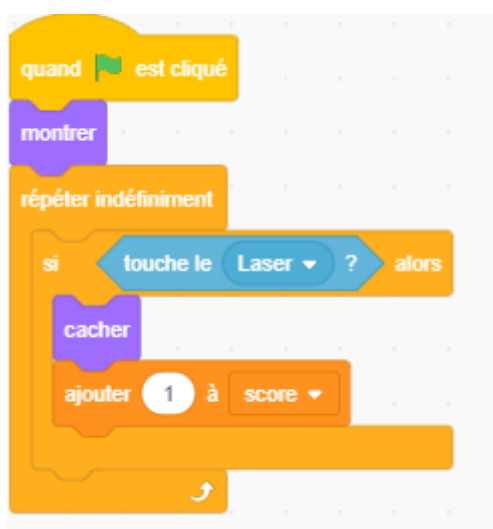 quand est cliqué
montrer
répéter indéfiniment
si touche le Laser ? alors
cacher
ajouter 1 à score